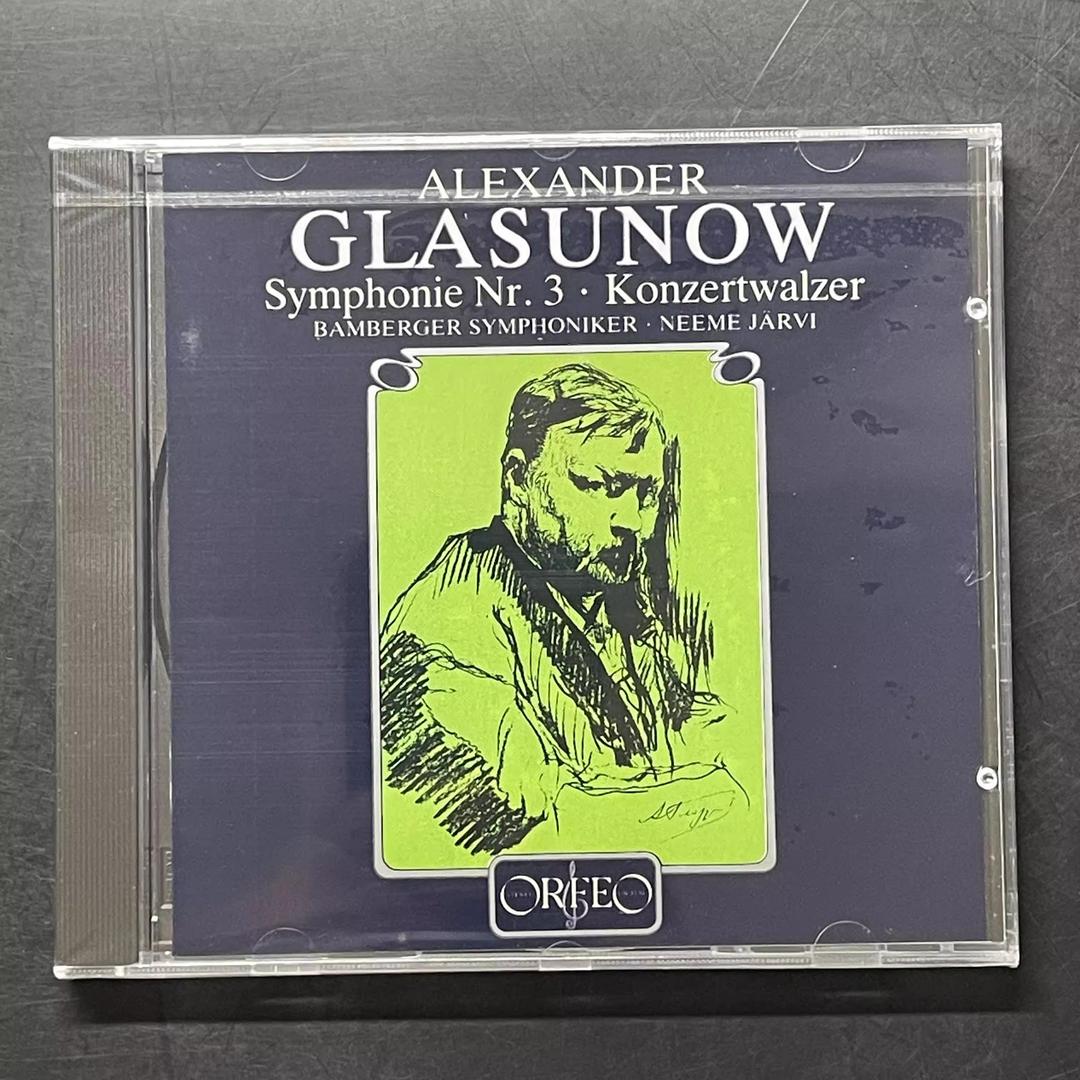 ALEXANDER
GLASUNOW
Symphonie Nr. 3 · Konzertwalzer
BAMBERGER SYMPHONIKER · NEEME JÄRVI
ORFEO